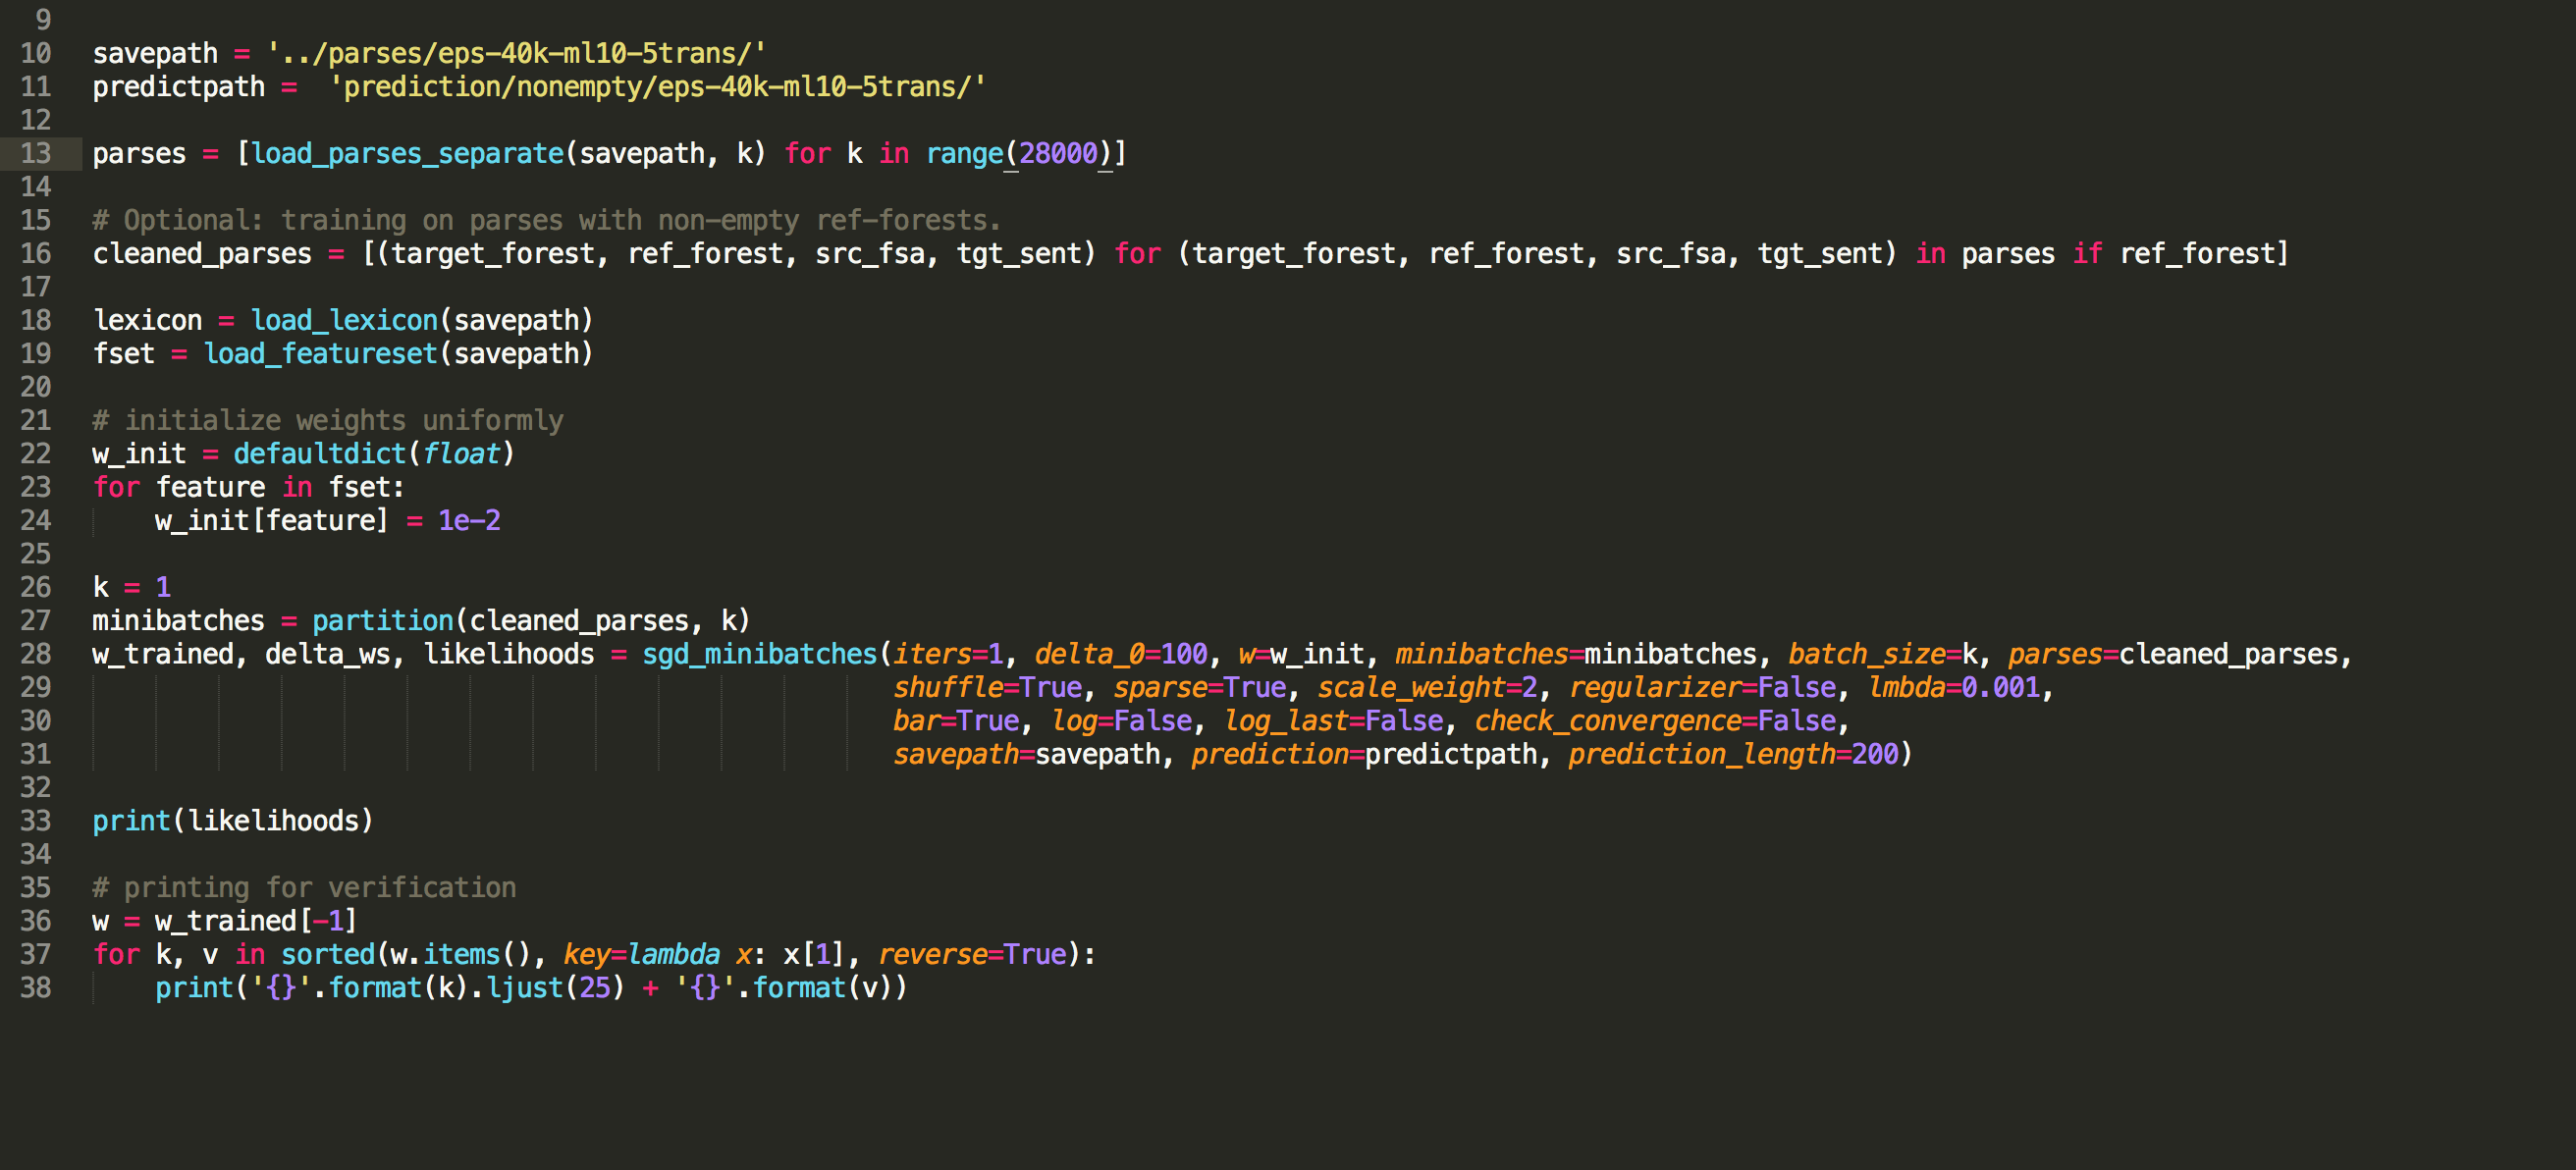 9
10 savepath = '../parses/eps-40k-ml10-5trans/'
11 predictpath =  'prediction/nonempty/eps-40k-ml10-5trans/'
12
13 parses = [load_parses_separate(savepath, k) for k in range(28000)]
14
15 # Optional: training on parses with non-empty ref-forests.
16 cleaned_parses = [(target_forest, ref_forest, src_fsa, tgt_sent) for (target_forest, ref_forest, src_fsa, tgt_sent) in parses if ref_forest]
17
18 lexicon = load_lexicon(savepath)
19 fset = load_featureset(savepath)
20
21 # initialize weights uniformly
22 w_init = defaultdict(float)
23 for feature in fset:
24     w_init[feature] = 1e-2
25
26 k = 1
27 minibatches = partition(cleaned_parses, k)
28 w_trained, delta_ws, likelihoods = sgd_minibatches(iters=1, delta_0=100, w=w_init, minibatches=minibatches, batch_size=k, parses=cleaned_parses,
29                                                    shuffle=True, sparse=True, scale_weight=2, regularizer=False, lmbda=0.001,
30                                                    bar=True, log=False, log_last=False, check_convergence=False,
31                                                    savepath=savepath, prediction=predictpath, prediction_length=200)
32
33 print(likelihoods)
34
35 # printing for verification
36 w = w_trained[-1]
37 for k, v in sorted(w.items(), key=lambda x: x[1], reverse=True):
38     print('{}'.format(k).ljust(25) + '{}'.format(v))